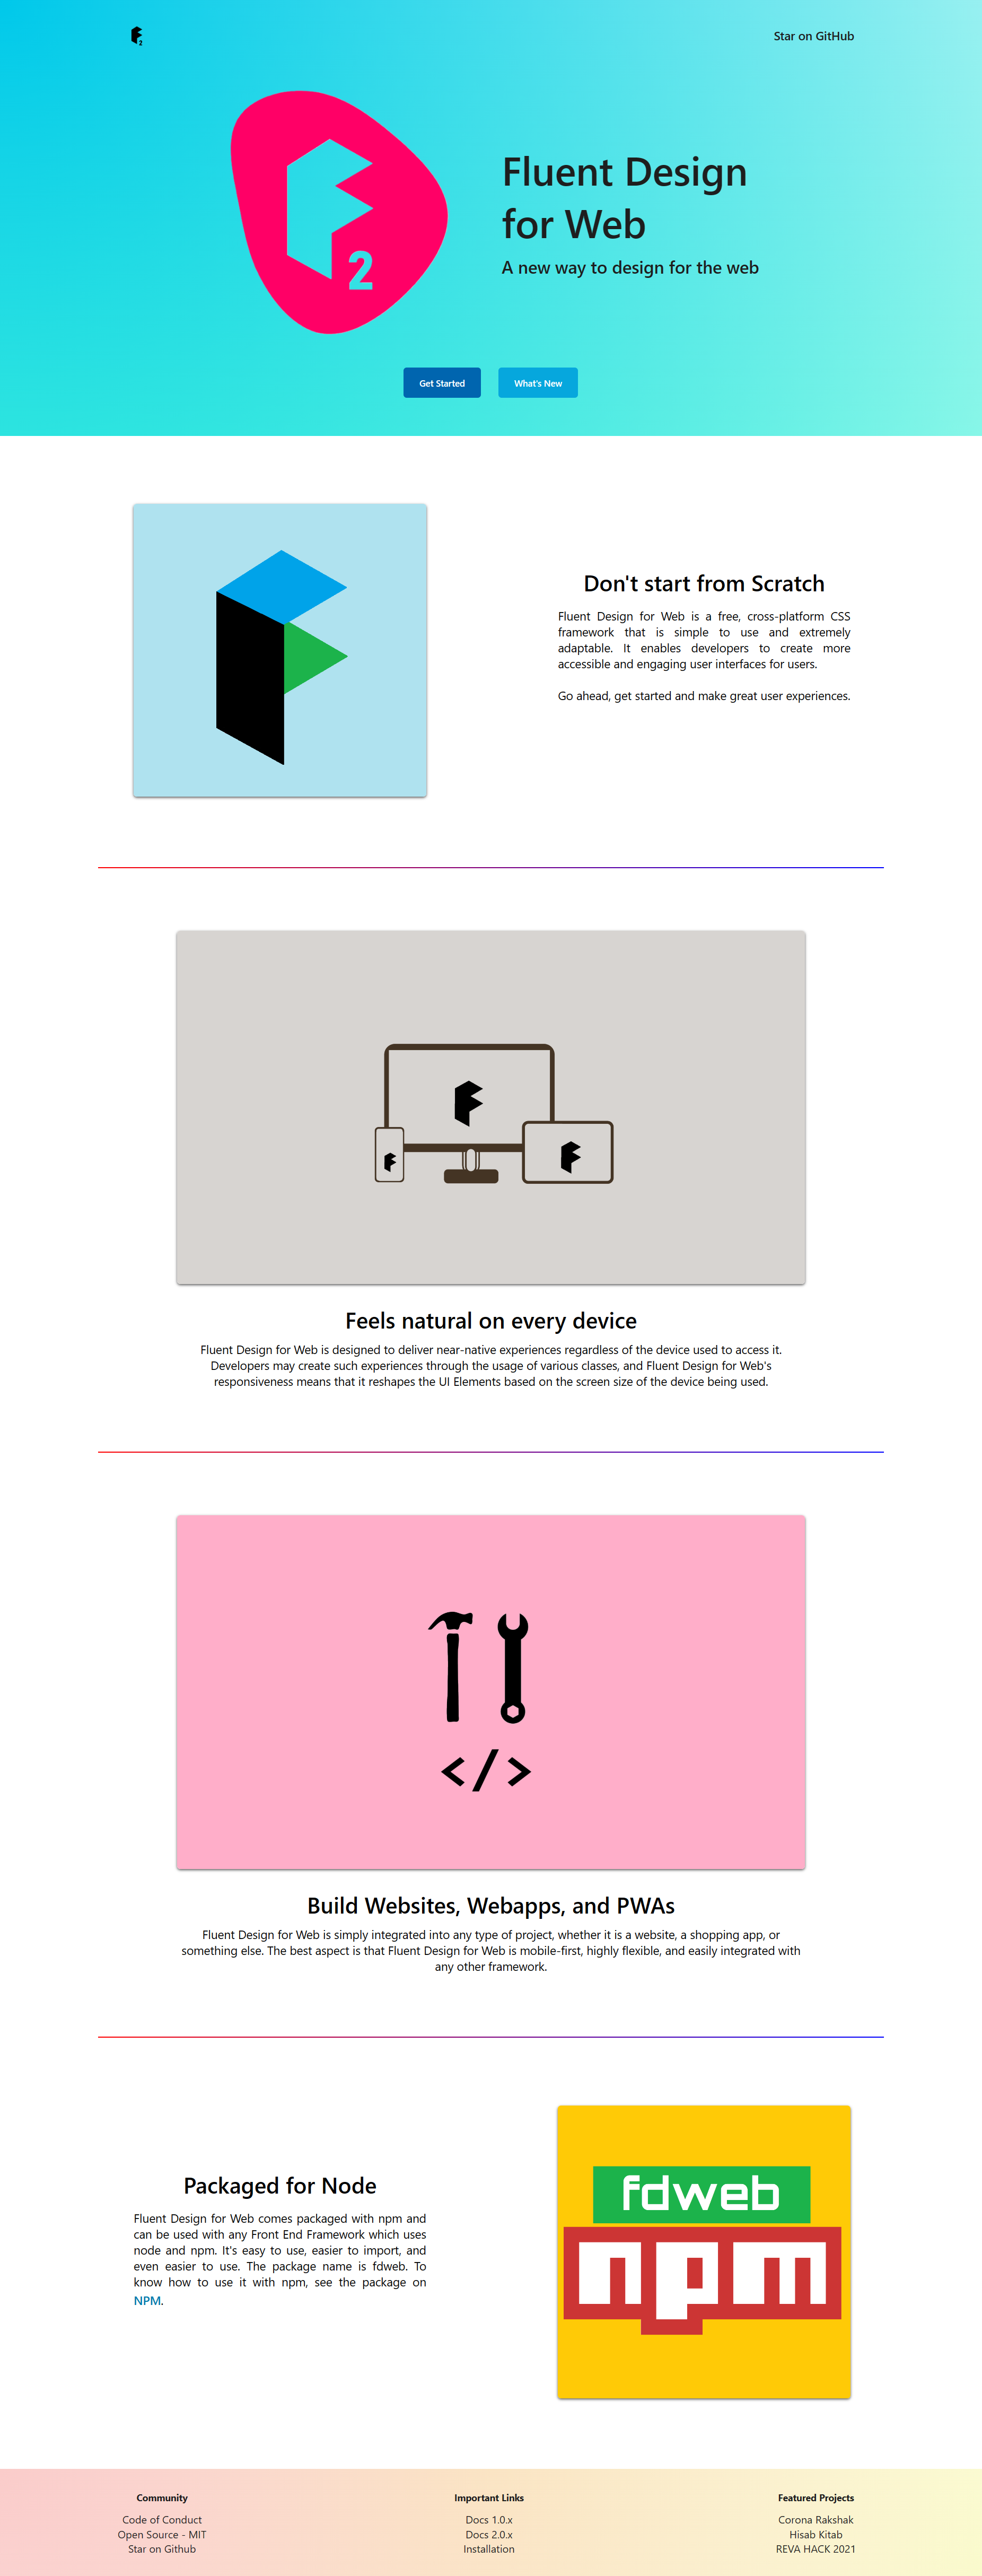 2
Star on GitHub
2
Fluent Design
for Web
A new way to design for the web
Get Started
What's New
Don't start from Scratch
Fluent Design for Web is a free, cross-platform CSS
framework that is simple to use and extremely
adaptable. It enables developers to create more
accessible and engaging user interfaces for users.
Go ahead, get started and make great user experiences.
Feels natural on every device
Fluent Design for Web is designed to deliver near-native experiences regardless of the device used to access it.
Developers may create such experiences through the usage of various classes, and Fluent Design for Web's
responsiveness means that it reshapes the UI Elements based on the screen size of the device being used.
</>
Build Websites, Webapps, and PWAs
Fluent Design for Web is simply integrated into any type of project, whether it is a website, a shopping app, or
something else. The best aspect is that Fluent Design for Web is mobile-first, highly flexible, and easily integrated with
any other framework.
Packaged for Node
Fluent Design for Web comes packaged with npm and
can be used with any Front End Framework which uses
node and npm. It's easy to use, easier to import, and
even easier to use. The package name is fdweb. To
know how to use it with npm, see the package on
NPM.
fdweb
npm
Community
Code of Conduct
Open Source - MIT
Star on Github
Important Links
Docs 1.0.x
Docs 2.0.x
Installation
Featured Projects
Corona Rakshak
Hisab Kitab
REVA HACK 2021